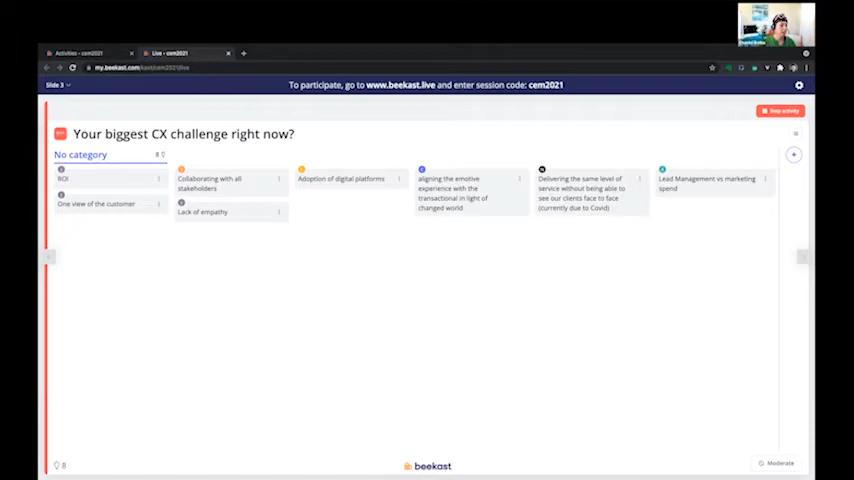 Activities • cem2021
Live • cem2021
my.beekast.com/kast/cem2021/live
Slide 3
To participate, go to www.beekast.live and enter session code: cem2021
Stop activity
Your biggest CX challenge right now?
No category
8
ROI
One view of the customer
Collaborating with all
stakeholders
Lack of empathy
Adoption of digital platforms
aligning the emotive
experience with the
transactional in light of
changed world
Delivering the same level of
service without being able to
see our clients face to face
(currently due to Covid)
Lead Management vs marketing
spend
8
beekast
Moderate